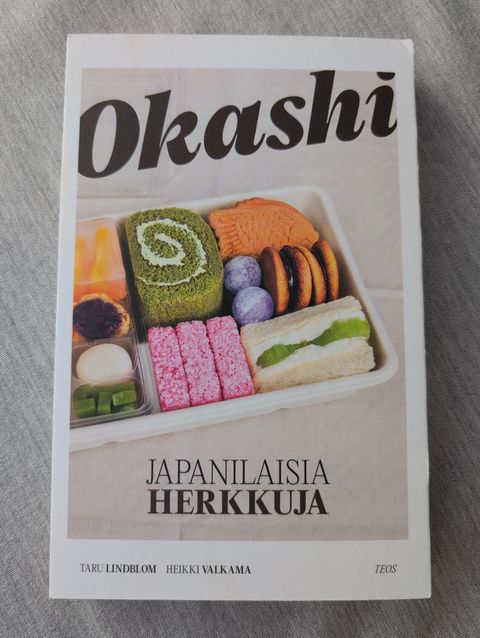 Okashi
JAPANILAISIA
HERKKUJA
TARU LINDBLOM HEIKKI VALKAMA TEOS